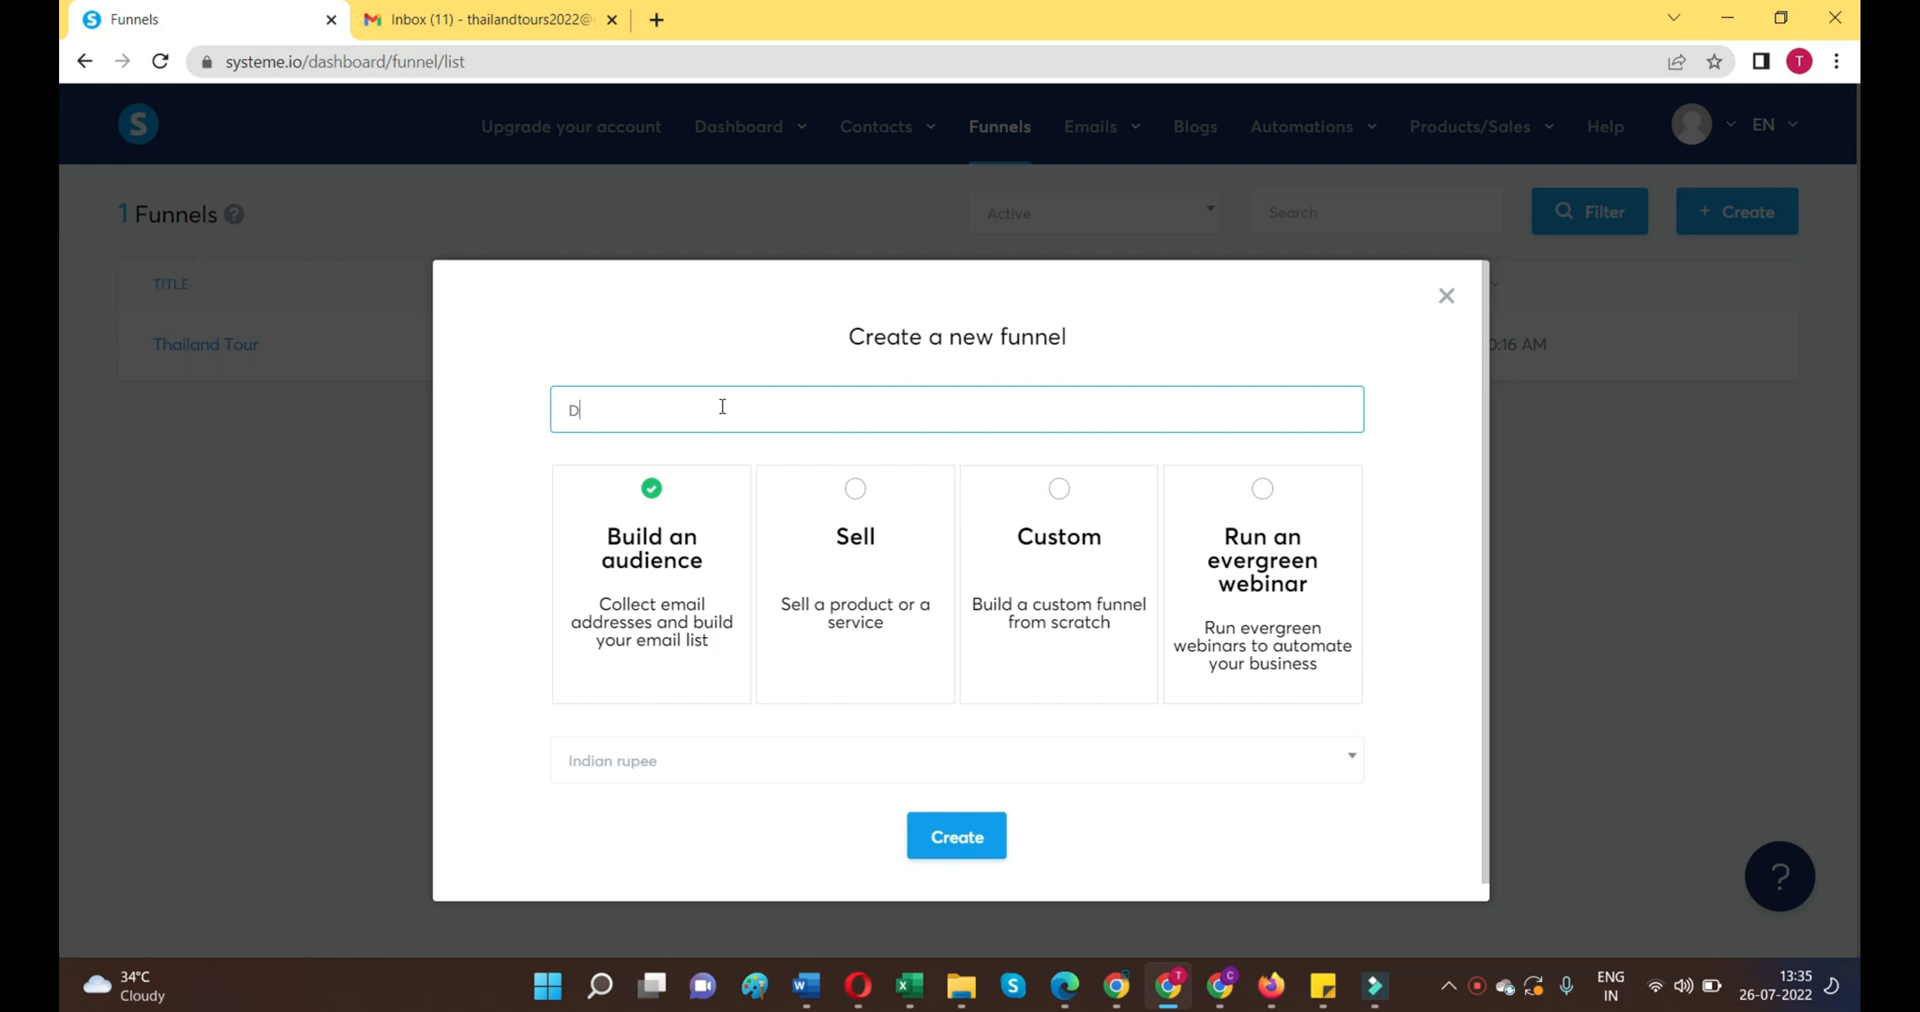 Funnels
Inbox (11) - thailandtours2022@
systeme.io/dashboard/funnel/list
T
S
Upgrade your account Dashboard Contacts Funnels Emails Blogs Automations Products/Sales Help EN
1 Funnels ?
Active
Search
Filter
+ Create
TITLE
Thailand Tour
0:16 AM
Create a new funnel
D
Build an
audience
Collect email
addresses and build
your email list
Sell
Sell a product or a
service
Custom
Build a custom funnel
from scratch
Run an
evergreen
webinar
Run evergreen
webinars to automate
your business
Indian rupee
Create
?
34°C
Cloudy
ENG
IN
13:35
26-07-2022